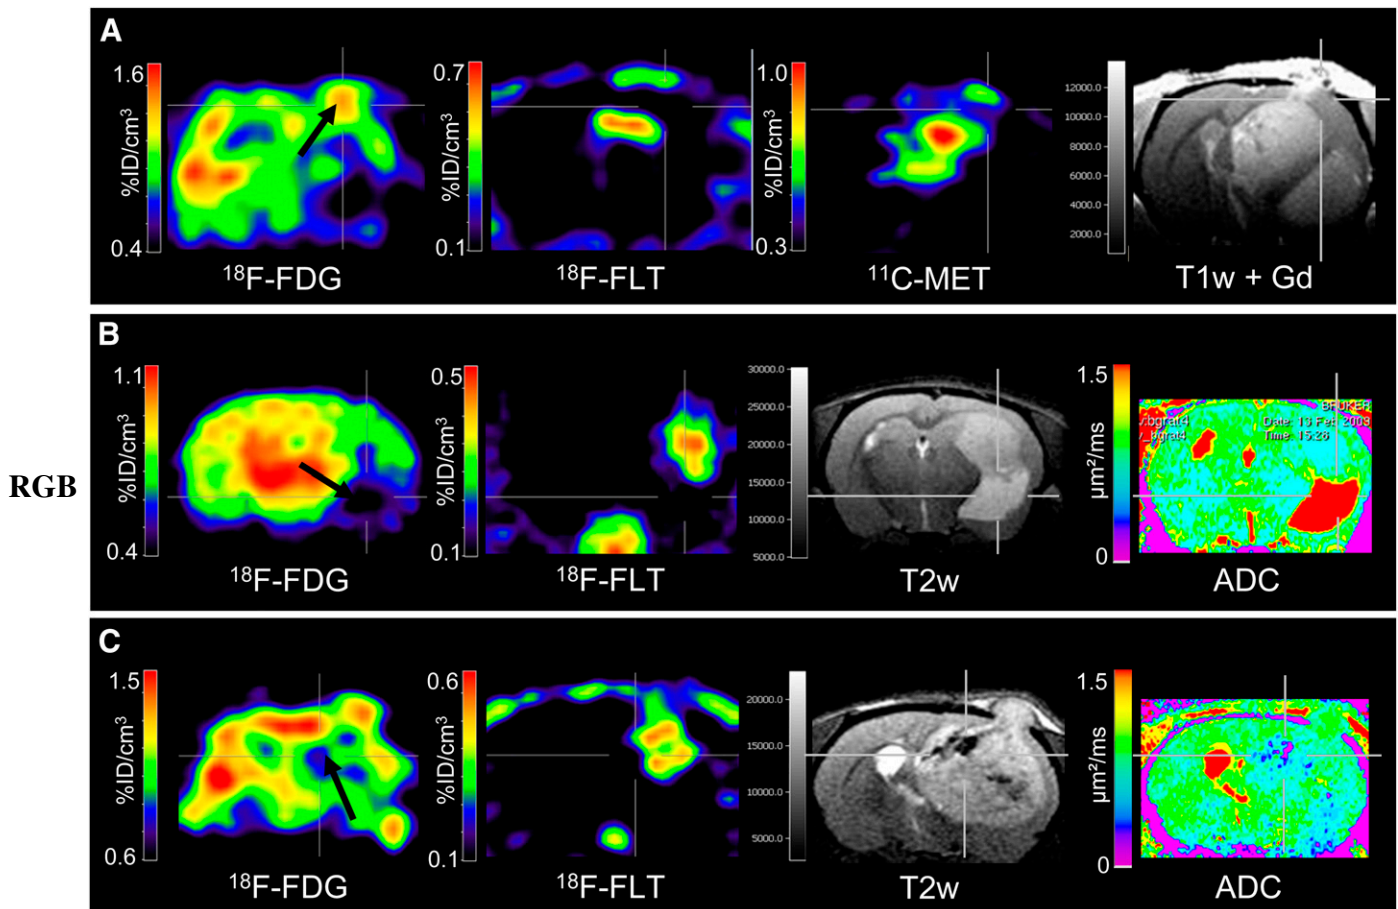 A
1.6
%ID/cm³
0.4
¹⁸F-FDG
0.7
%ID/cm³
0.1
¹⁸F-FLT
1.0
%ID/cm³
0.3
¹¹C-MET
12000.0
10000.0
8000.0
6000.0
4000.0
2000.0
T1w + Gd
RGB
B
1.1
%ID/cm³
0.4
¹⁸F-FDG
0.5
%ID/cm³
0.1
¹⁸F-FLT
30000.0
25000.0
20000.0
15000.0
10000.0
5000.0
T2w
1.5
µm²/ms
0
BRUKER
Date: 13 Feb 2009
Time: 15:28
ADC
C
1.5
%ID/cm³
0.6
¹⁸F-FDG
0.6
%ID/cm³
0.1
¹⁸F-FLT
20000.0
15000.0
10000.0
5000.0
T2w
1.5
µm²/ms
0
ADC